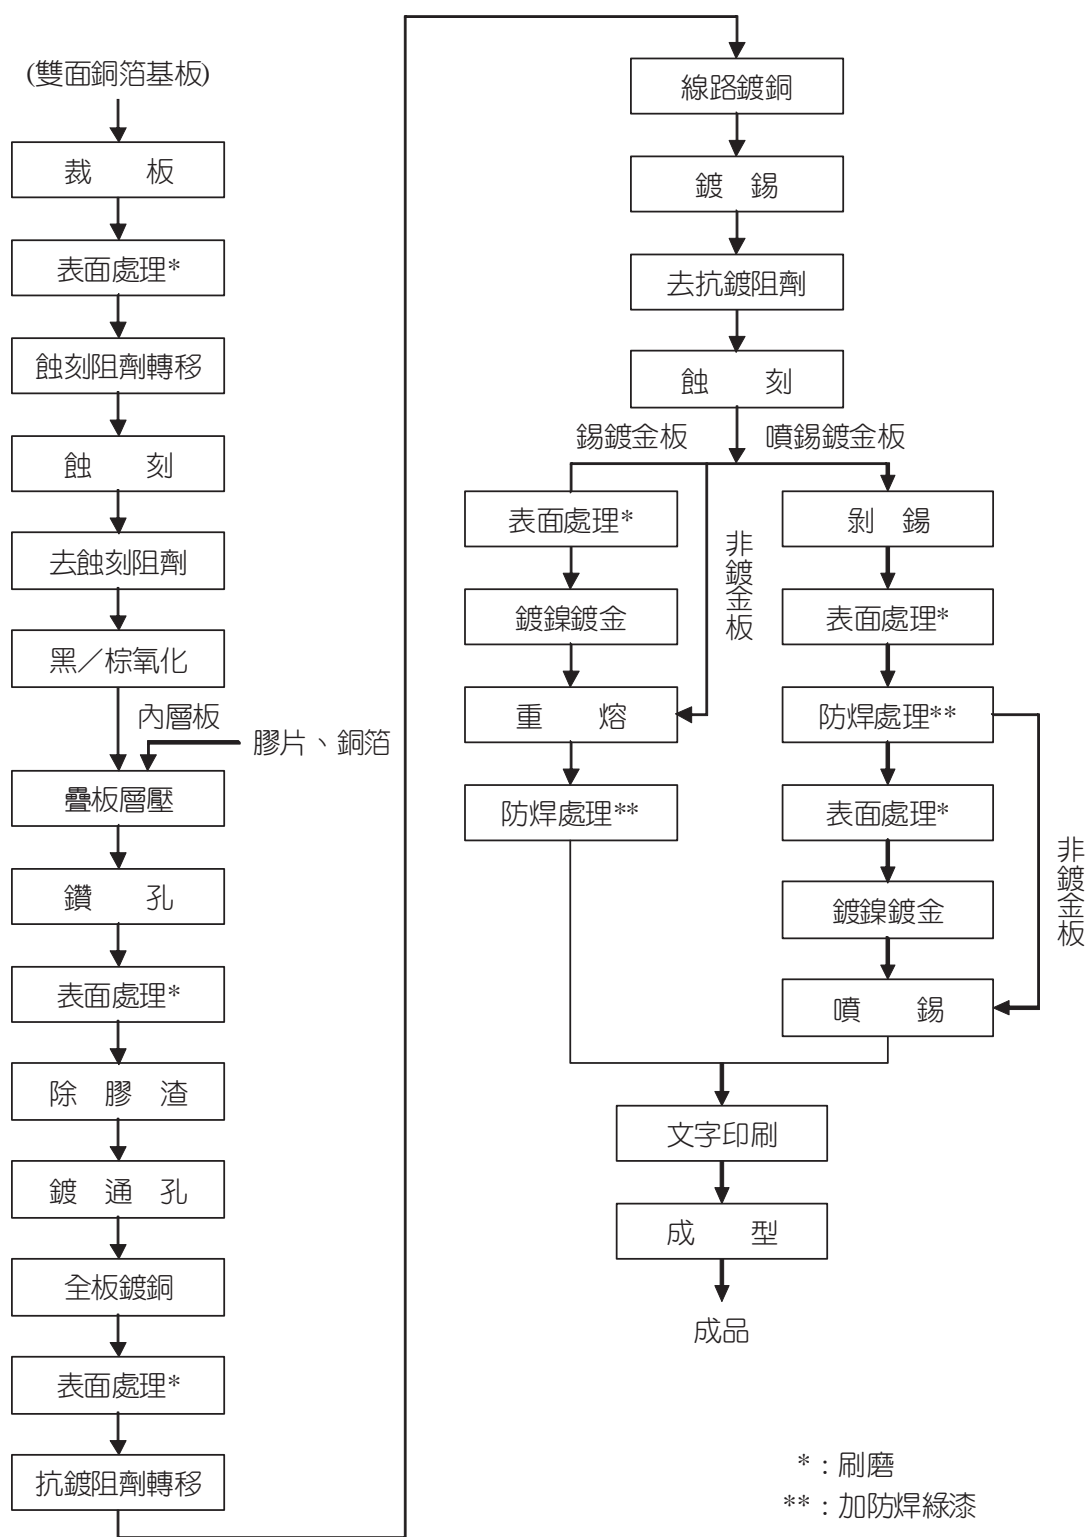 (雙面銅箔基板)
裁 板
表面處理*
蝕刻阻劑轉移
蝕 刻
去蝕刻阻劑
黑／棕氧化
內層板
膠片、銅箔
疊板層壓
鑽 孔
表面處理*
除 膠 渣
鍍 通 孔
全板鍍銅
表面處理*
抗鍍阻劑轉移
線路鍍銅
鍍 錫
去抗鍍阻劑
蝕 刻
錫鍍金板
噴錫鍍金板
表面處理*
鍍鎳鍍金
重 熔
防焊處理**
非鍍金板
剝 錫
表面處理*
防焊處理**
表面處理*
鍍鎳鍍金
噴 錫
非鍍金板
文字印刷
成 型
成品
*：刷磨
**：加防焊綠漆